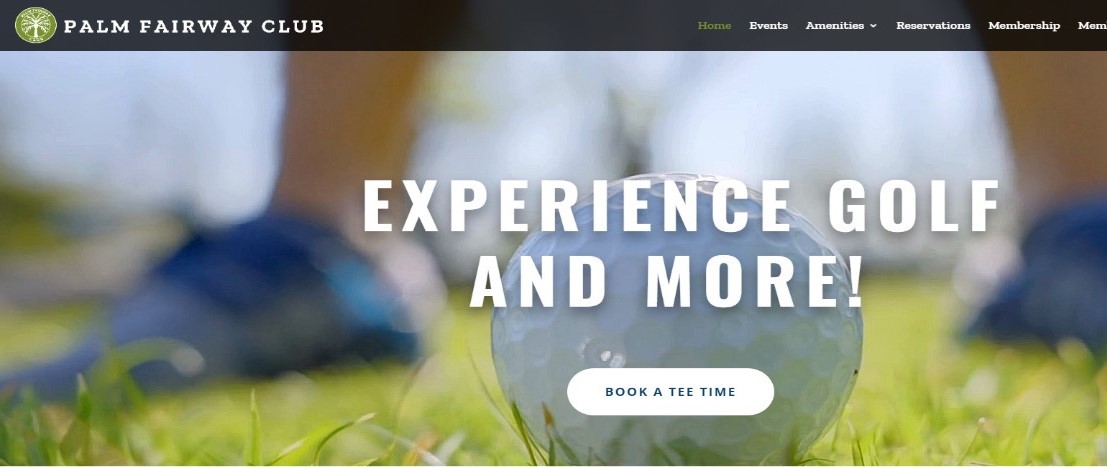 PALM FAIRWAY CLUB
Home Events Amenities Reservations Membership Mem
EXPERIENCE GOLF
AND MORE!
BOOK A TEE TIME